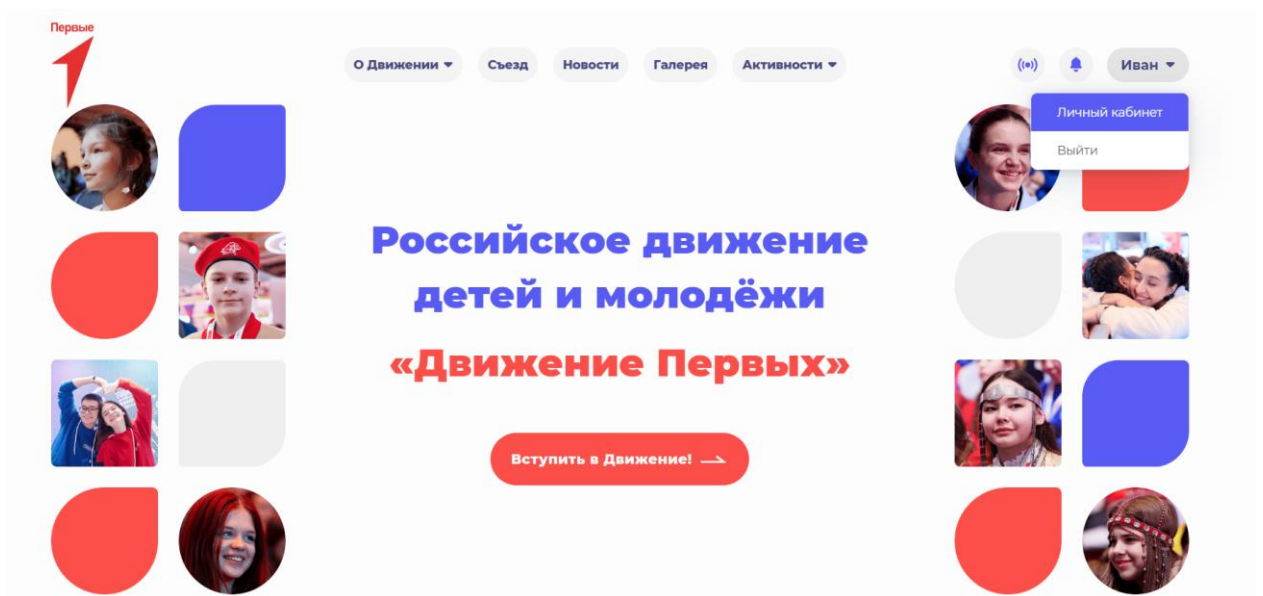 Первые
О Движении
Съезд
Новости
Галерея
Активности
Иван
Личный кабинет
Выйти
Российское движение
детей и молодёжи
«Движение Первых»
Вступить в Движение!